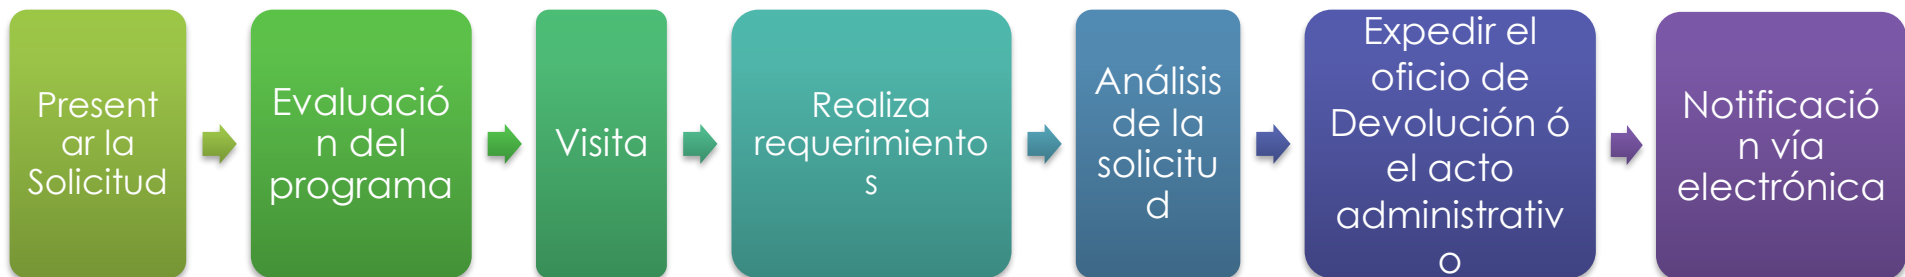 Present
ar la
Solicitud
Evaluació
n del
programa
Visita
Realiza
requerimiento
s
Análisis
de la
solicitu
d
Expedir el
oficio de
Devolución ó
el acto
administrativ
o
Notificació
n vía
electrónica